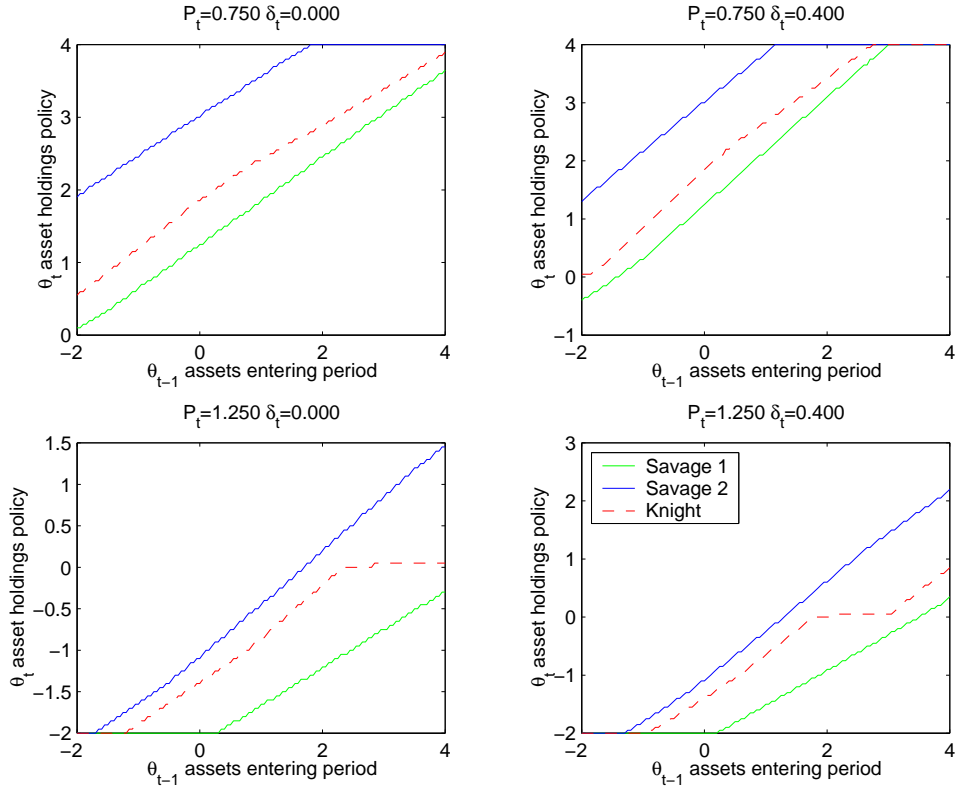 P_t=0.750 δ_t=0.000
4
3
2
1
0
θ_t asset holdings policy
−2 0 2 4
θ_{t−1} assets entering period
P_t=0.750 δ_t=0.400
4
3
2
1
0
−1
θ_t asset holdings policy
−2 0 2 4
θ_{t−1} assets entering period
P_t=1.250 δ_t=0.000
1.5
1
0.5
0
−0.5
−1
−1.5
−2
θ_t asset holdings policy
−2 0 2 4
θ_{t−1} assets entering period
P_t=1.250 δ_t=0.400
3
2
1
0
−1
−2
θ_t asset holdings policy
Savage 1
Savage 2
Knight
−2 0 2 4
θ_{t−1} assets entering period